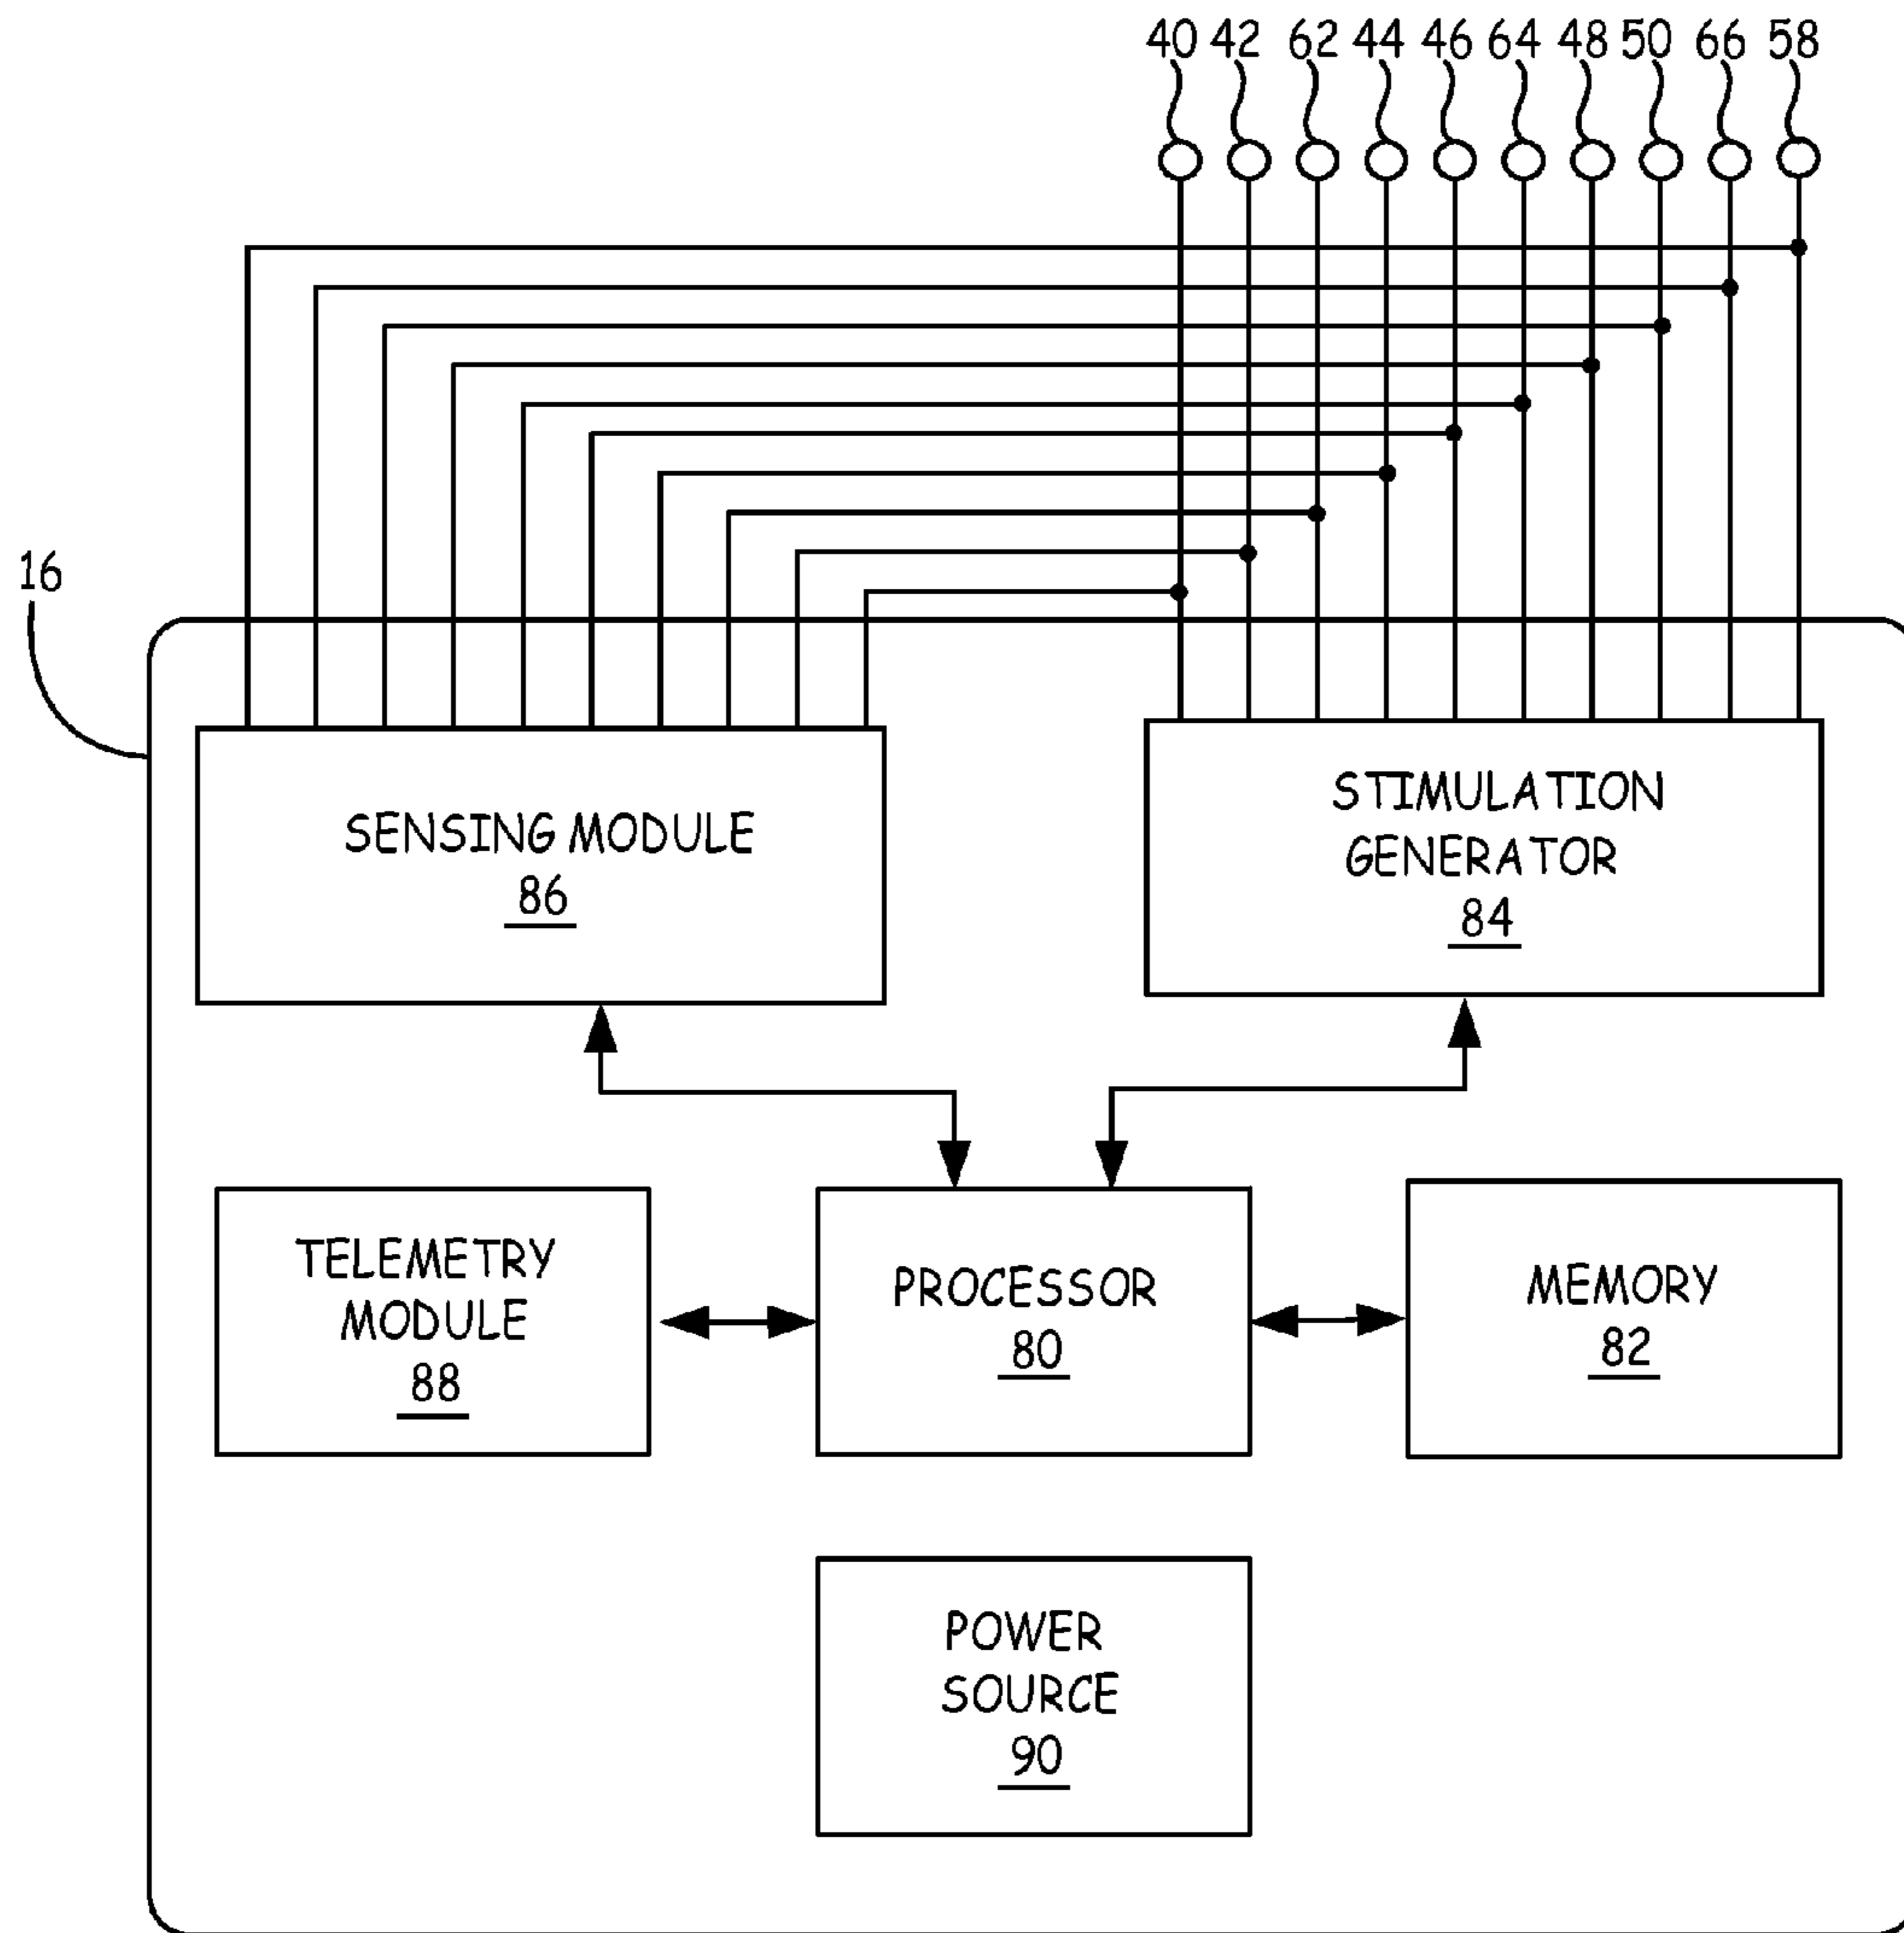 40 42 62 44 46 64 48 50 66 58
16
SENSING MODULE
86
STIMULATION
GENERATOR
84
TELEMETRY
MODULE
88
PROCESSOR
80
MEMORY
82
POWER
SOURCE
90